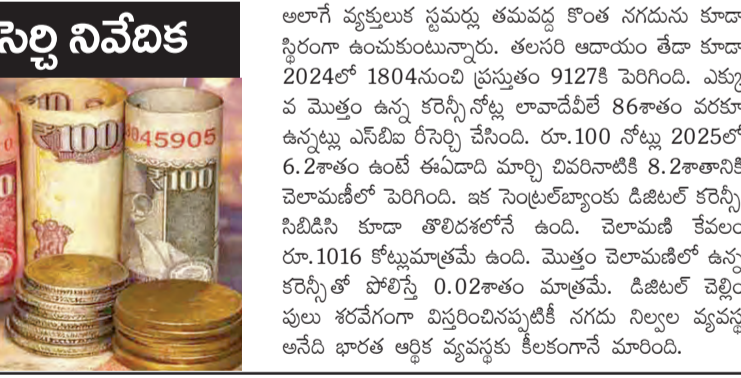 సెర్చి నివేదిక
అలాగే వ్యక్తులుక స్టమర్లు తమవద్ద కొంత నగదును కూడా
స్థిరంగా ఉంచుకుంటున్నారు. తలసరి ఆదాయం తేడా కూడా
2024లో 1804నుంచి ప్రస్తుతం 9127కి పెరిగింది. ఎక్కు
వ మొత్తం ఉన్న కరెన్సీనోట్ల లావాదేవీలే 86శాతం వరకూ
ఉన్నట్లు ఎస్‌బిఐ రీసెర్చి చేసింది. రూ.100 నోట్లు 2025లో
6.2శాతం ఉంటే ఈఏడాది మార్చి చివరినాటికి 8.2శాతానికి
చెలామణీలో పెరిగింది. ఇక సెంట్రల్‌బ్యాంకు డిజిటల్ కరెన్సీ
సిబిడిసి కూడా తొలిదశలోనే ఉంది. చెలామణి కేవలం
రూ.1016 కోట్లుమాత్రమే ఉంది. మొత్తం చెలామణిలో ఉన్న
కరెన్సీతో పోలిస్తే 0.02శాతం మాత్రమే. డిజిటల్ చెల్లిం
పులు శరవేగంగా విస్తరించినప్పటికీ నగదు నిల్వల వ్యవస్థ
అనేది భారత ఆర్థిక వ్యవస్థకు కీలకంగానే మారింది.
₹100
045905
₹100